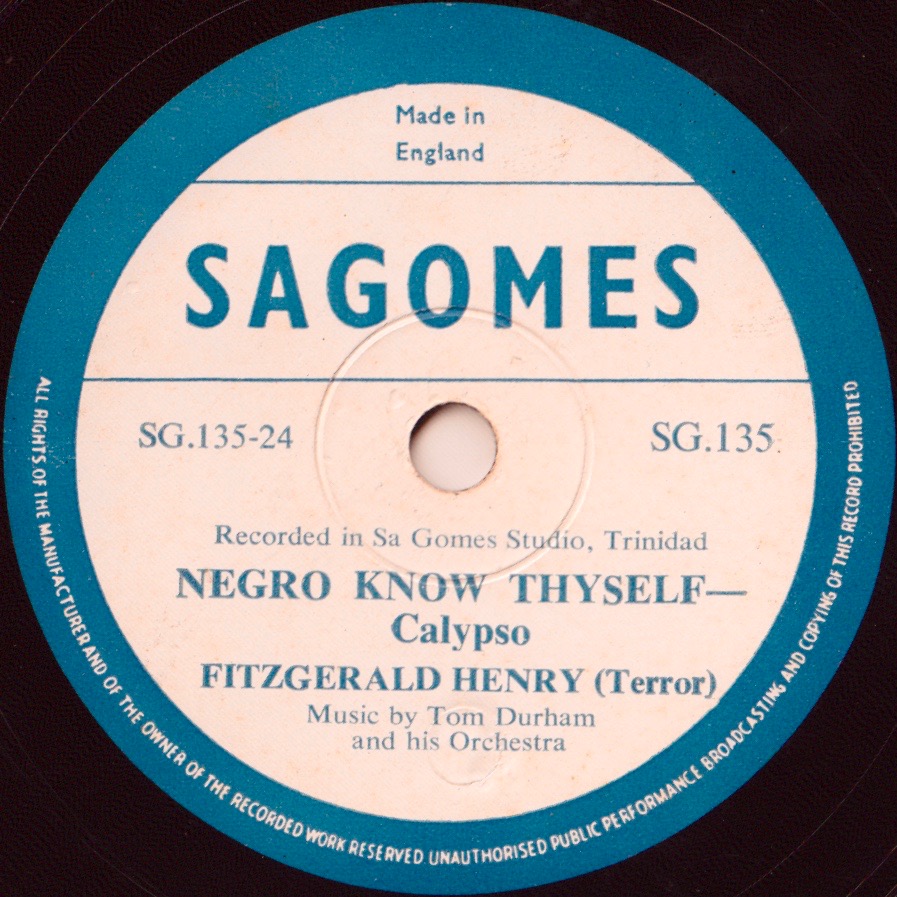 Made in
England
SAGOMES
SG.135-24
SG.135
Recorded in Sa Gomes Studio, Trinidad
NEGRO KNOW THYSELF—
Calypso
FITZGERALD HENRY (Terror)
Music by Tom Durham
and his Orchestra
ALL RIGHTS OF THE MANUFACTURER AND OF THE OWNER OF THE RECORDED WORK RESERVED UNAUTHORISED PUBLIC PERFORMANCE BROADCASTING AND COPYING OF THIS RECORD PROHIBITED